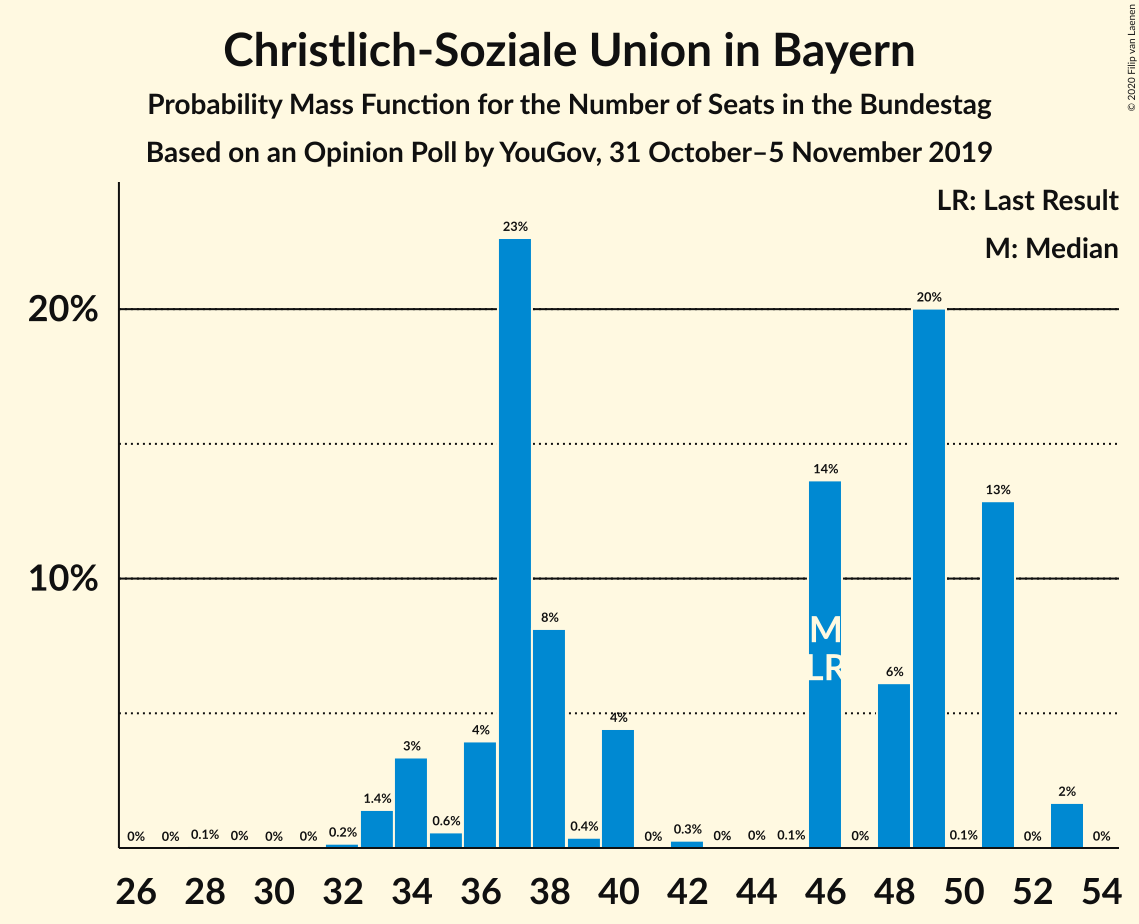 Christlich-Soziale Union in Bayern
Probability Mass Function for the Number of Seats in the Bundestag
Based on an Opinion Poll by YouGov, 31 October–5 November 2019
© 2020 Filip van Laenen
LR: Last Result
M: Median
20%
10%
0% 0% 0.1% 0% 0% 0% 0.2% 1.4% 3% 0.6% 4% 23% 8% 0.4% 4% 0% 0.3% 0% 0% 0.1% 14% 0% 6% 20% 0.1% 13% 0% 2% 0%
M
LR
26 28 30 32 34 36 38 40 42 44 46 48 50 52 54